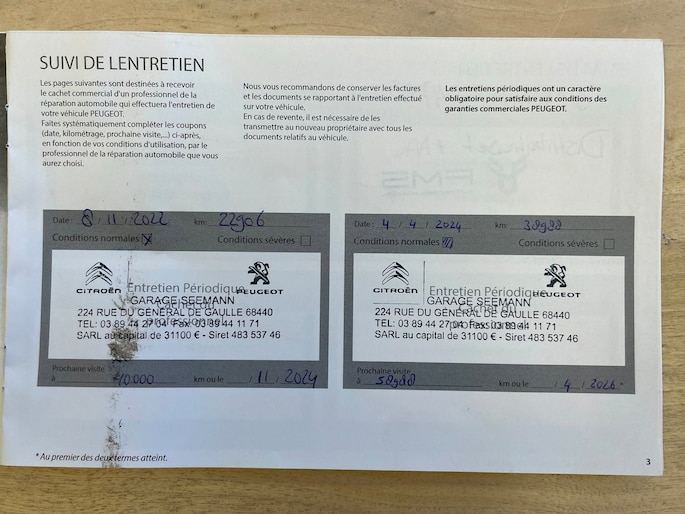 SUIVI DE LENTRETIEN
Les pages suivantes sont destinées à recevoir
le cachet commercial d'un professionnel de la
réparation automobile qui effectuera l'entretien de
votre véhicule PEUGEOT.
Faites systématiquement compléter les coupons
(date, kilométrage, prochaine visite,...) ci-après,
en fonction de vos conditions d'utilisation, par le
professionnel de la réparation automobile que vous
aurez choisi.
Nous vous recommandons de conserver les factures
et les documents se rapportant à l'entretien effectué
sur votre véhicule.
En cas de revente, il est nécessaire de les
transmettre au nouveau propriétaire avec tous les
documents relatifs au véhicule.
Les entretiens périodiques ont un caractère
obligatoire pour satisfaire aux conditions des
garanties commerciales PEUGEOT.
Date: 8 / 11 / 2022 km: 22906
Conditions normales Conditions sévères
CITROËN Entretien Périodique PEUGEOT
GARAGE SEEMANN
Cachet du
224 RUE DU GENERAL DE GAULLE 68440
TEL: 03 89 44 27 04 Fax 03 89 44 11 71
professionnel
SARL au capital de 31100 € - Siret 483 537 46
Prochaine visite
à 40.000 km ou le / 11 / 2024
Date: 4 / 4 / 2024 km: 38988
Conditions normales Conditions sévères
CITROËN Entretien Périodique PEUGEOT
GARAGE SEEMANN
Cachet du
224 RUE DU GENERAL DE GAULLE 68440
TEL: 03 89 44 27 04 Fax 03 89 44 11 71
professionnel
SARL au capital de 31100 € - Siret 483 537 46
Prochaine visite
à 58988 km ou le / 4 / 2026 *
* Au premier des deux termes atteint.
3